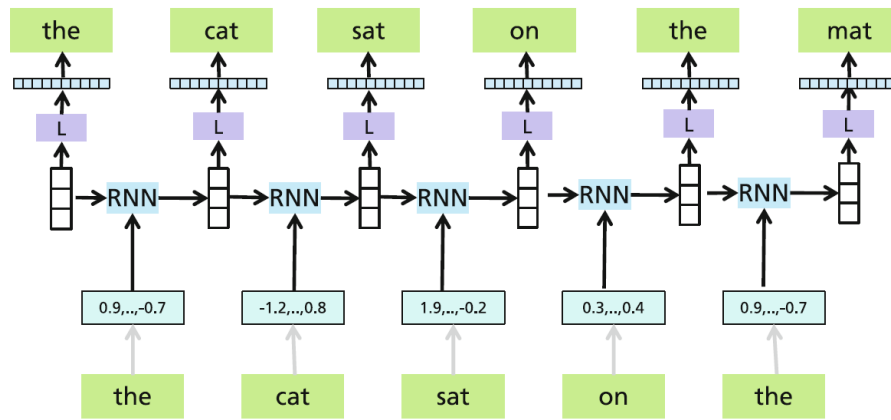 the cat sat on the mat
L L L L L L
RNN RNN RNN RNN RNN
0.9,..,-0.7 -1.2,..,0.8 1.9,..,-0.2 0.3,..,0.4 0.9,..,-0.7
the cat sat on the